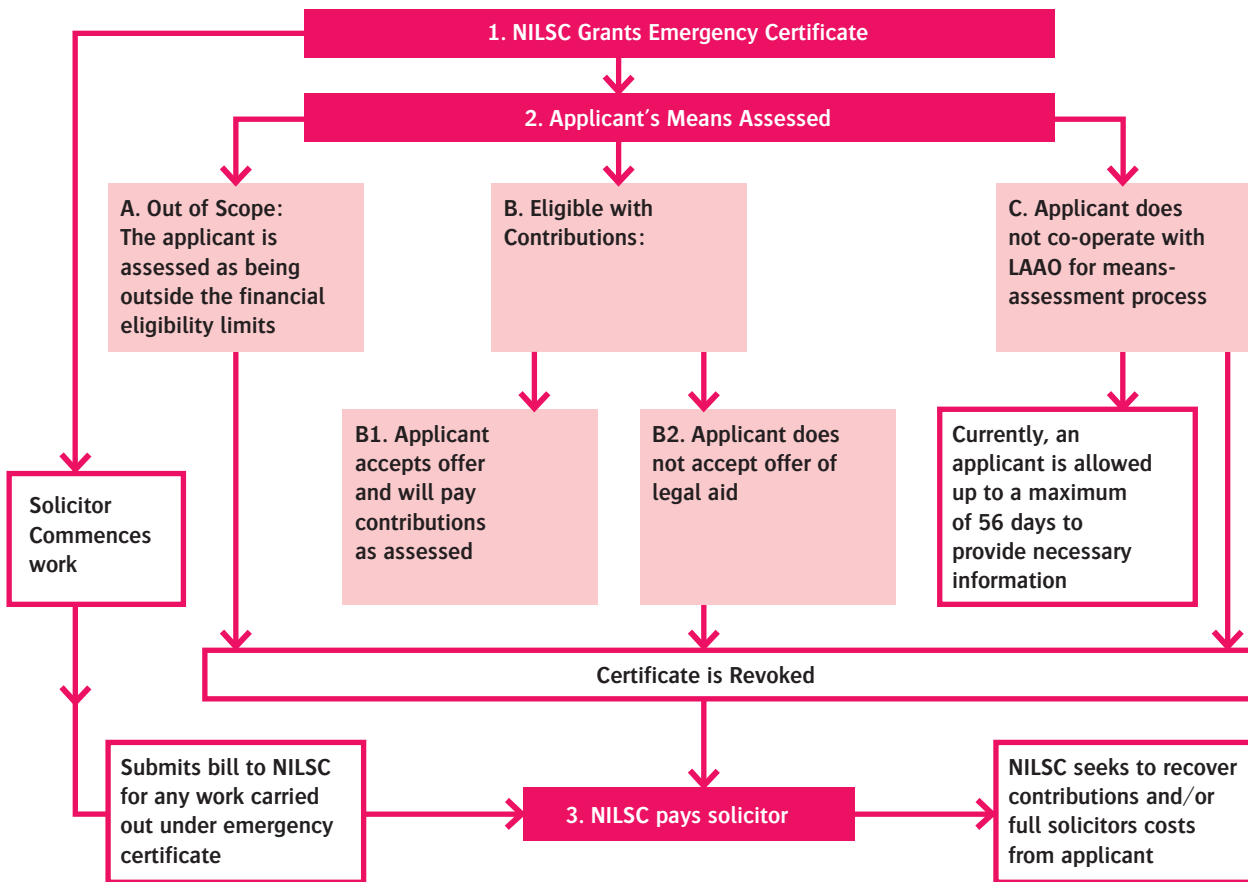 1. NILSC Grants Emergency Certificate
2. Applicant's Means Assessed
A. Out of Scope:
The applicant is
assessed as being
outside the financial
eligibility limits
B. Eligible with
Contributions:
C. Applicant does
not co-operate with
LAAO for means-
assessment process
B1. Applicant
accepts offer
and will pay
contributions
as assessed
B2. Applicant does
not accept offer of
legal aid
Currently, an
applicant is allowed
up to a maximum
of 56 days to
provide necessary
information
Solicitor
Commences
work
Certificate is Revoked
Submits bill to NILSC
for any work carried
out under emergency
certificate
3. NILSC pays solicitor
NILSC seeks to recover
contributions and/or
full solicitors costs
from applicant